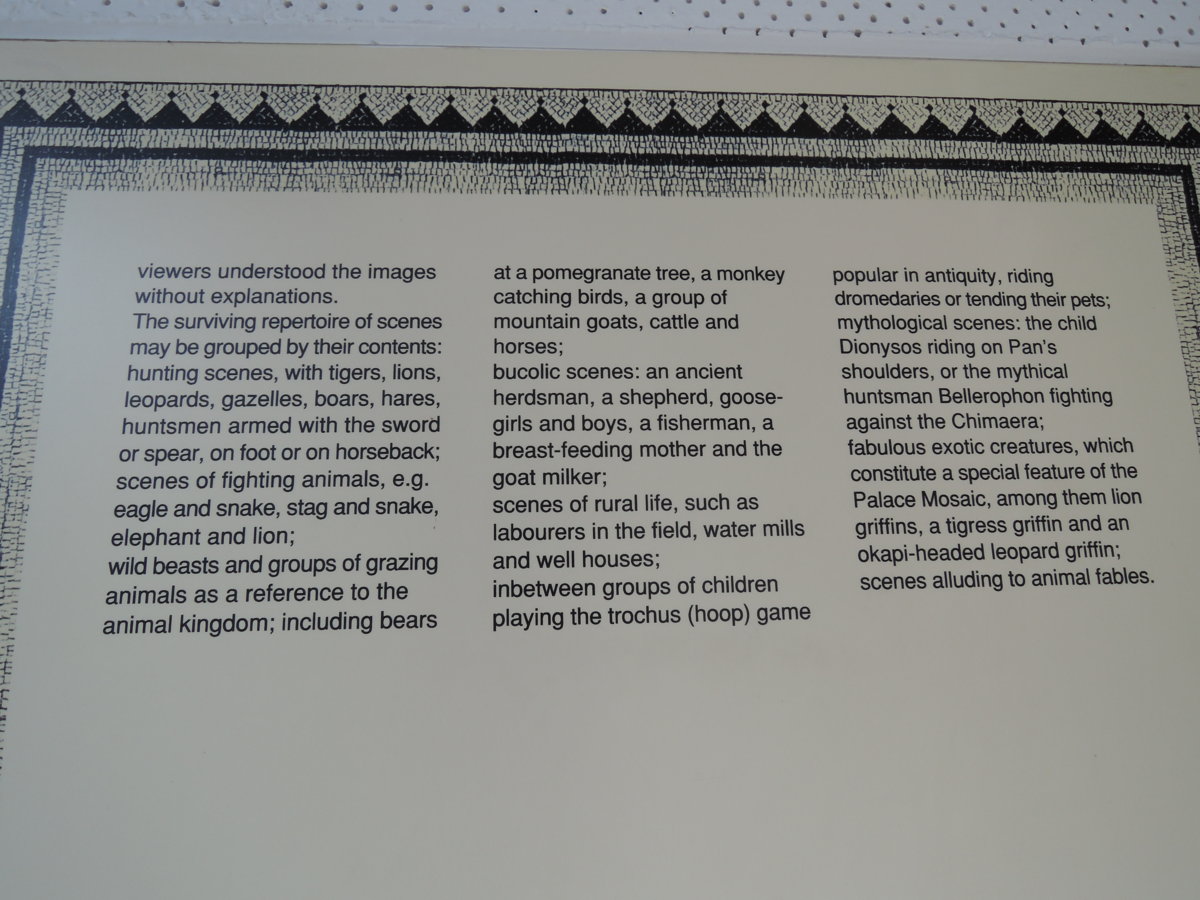 viewers understood the images
without explanations.
The surviving repertoire of scenes
may be grouped by their contents:
hunting scenes, with tigers, lions,
leopards, gazelles, boars, hares,
huntsmen armed with the sword
or spear, on foot or on horseback;
scenes of fighting animals, e.g.
eagle and snake, stag and snake,
elephant and lion;
wild beasts and groups of grazing
animals as a reference to the
animal kingdom; including bears
at a pomegranate tree, a monkey
catching birds, a group of
mountain goats, cattle and
horses;
bucolic scenes: an ancient
herdsman, a shepherd, goose-
girls and boys, a fisherman, a
breast-feeding mother and the
goat milker;
scenes of rural life, such as
labourers in the field, water mills
and well houses;
inbetween groups of children
playing the trochus (hoop) game
popular in antiquity, riding
dromedaries or tending their pets;
mythological scenes: the child
Dionysos riding on Pan's
shoulders, or the mythical
huntsman Bellerophon fighting
against the Chimaera;
fabulous exotic creatures, which
constitute a special feature of the
Palace Mosaic, among them lion
griffins, a tigress griffin and an
okapi-headed leopard griffin;
scenes alluding to animal fables.